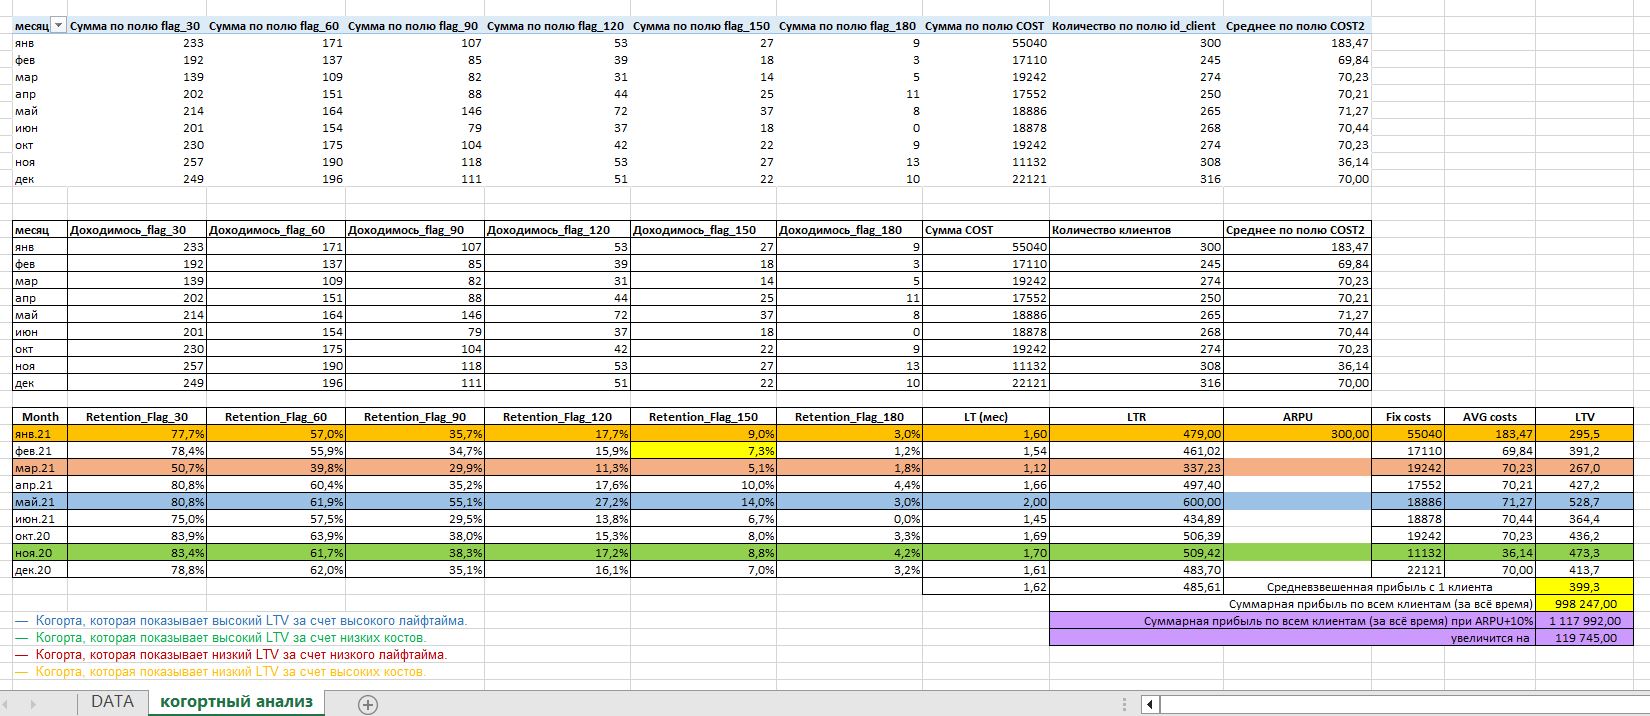 месяц Сумма по полю flag_30 Сумма по полю flag_60 Сумма по полю flag_90 Сумма по полю flag_120 Сумма по полю flag_150 Сумма по полю flag_180 Сумма по полю COST Количество по полю id_client Среднее по полю COST2
янв 233 171 107 53 27 9 55040 300 183,47
фев 192 137 85 39 18 3 17110 245 69,84
мар 139 109 82 31 14 5 19242 274 70,23
апр 202 151 88 44 25 11 17552 250 70,21
май 214 164 146 72 37 8 18886 265 71,27
июн 201 154 79 37 18 0 18878 268 70,44
окт 230 175 104 42 22 9 19242 274 70,23
ноя 257 190 118 53 27 13 11132 308 36,14
дек 249 196 111 51 22 10 22121 316 70,00
месяц Доходимось_flag_30 Доходимось_flag_60 Доходимось_flag_90 Доходимось_flag_120 Доходимось_flag_150 Доходимось_flag_180 Сумма COST Количество клиентов Среднее по полю COST2
янв 233 171 107 53 27 9 55040 300 183,47
фев 192 137 85 39 18 3 17110 245 69,84
мар 139 109 82 31 14 5 19242 274 70,23
апр 202 151 88 44 25 11 17552 250 70,21
май 214 164 146 72 37 8 18886 265 71,27
июн 201 154 79 37 18 0 18878 268 70,44
окт 230 175 104 42 22 9 19242 274 70,23
ноя 257 190 118 53 27 13 11132 308 36,14
дек 249 196 111 51 22 10 22121 316 70,00
Month Retention_Flag_30 Retention_Flag_60 Retention_Flag_90 Retention_Flag_120 Retention_Flag_150 Retention_Flag_180 LT (мес) LTR ARPU Fix costs AVG costs LTV
янв.21 77,7% 57,0% 35,7% 17,7% 9,0% 3,0% 1,60 479,00 300,00 55040 183,47 295,5
фев.21 78,4% 55,9% 34,7% 15,9% 7,3% 1,2% 1,54 461,02 17110 69,84 391,2
мар.21 50,7% 39,8% 29,9% 11,3% 5,1% 1,8% 1,12 337,23 19242 70,23 267,0
апр.21 80,8% 60,4% 35,2% 17,6% 10,0% 4,4% 1,66 497,40 17552 70,21 427,2
май.21 80,8% 61,9% 55,1% 27,2% 14,0% 3,0% 2,00 600,00 18886 71,27 528,7
июн.21 75,0% 57,5% 29,5% 13,8% 6,7% 0,0% 1,45 434,89 18878 70,44 364,4
окт.20 83,9% 63,9% 38,0% 15,3% 8,0% 3,3% 1,69 506,39 19242 70,23 436,2
ноя.20 83,4% 61,7% 38,3% 17,2% 8,8% 4,2% 1,70 509,42 11132 36,14 473,3
дек.20 78,8% 62,0% 35,1% 16,1% 7,0% 3,2% 1,61 483,70 22121 70,00 413,7
1,62 485,61 Средневзвешенная прибыль с 1 клиента 399,3
Суммарная прибыль по всем клиентам (за всё время) 998 247,00
— Когорта, которая показывает высокий LTV за счет высокого лайфтайма. Суммарная прибыль по всем клиентам (за всё время) при ARPU+10% 1 117 992,00
— Когорта, которая показывает высокий LTV за счет низких костов. увеличится на 119 745,00
— Когорта, которая показывает низкий LTV за счет низкого лайфтайма.
— Когорта, которая показывает низкий LTV за счет высоких костов.
DATA когортный анализ